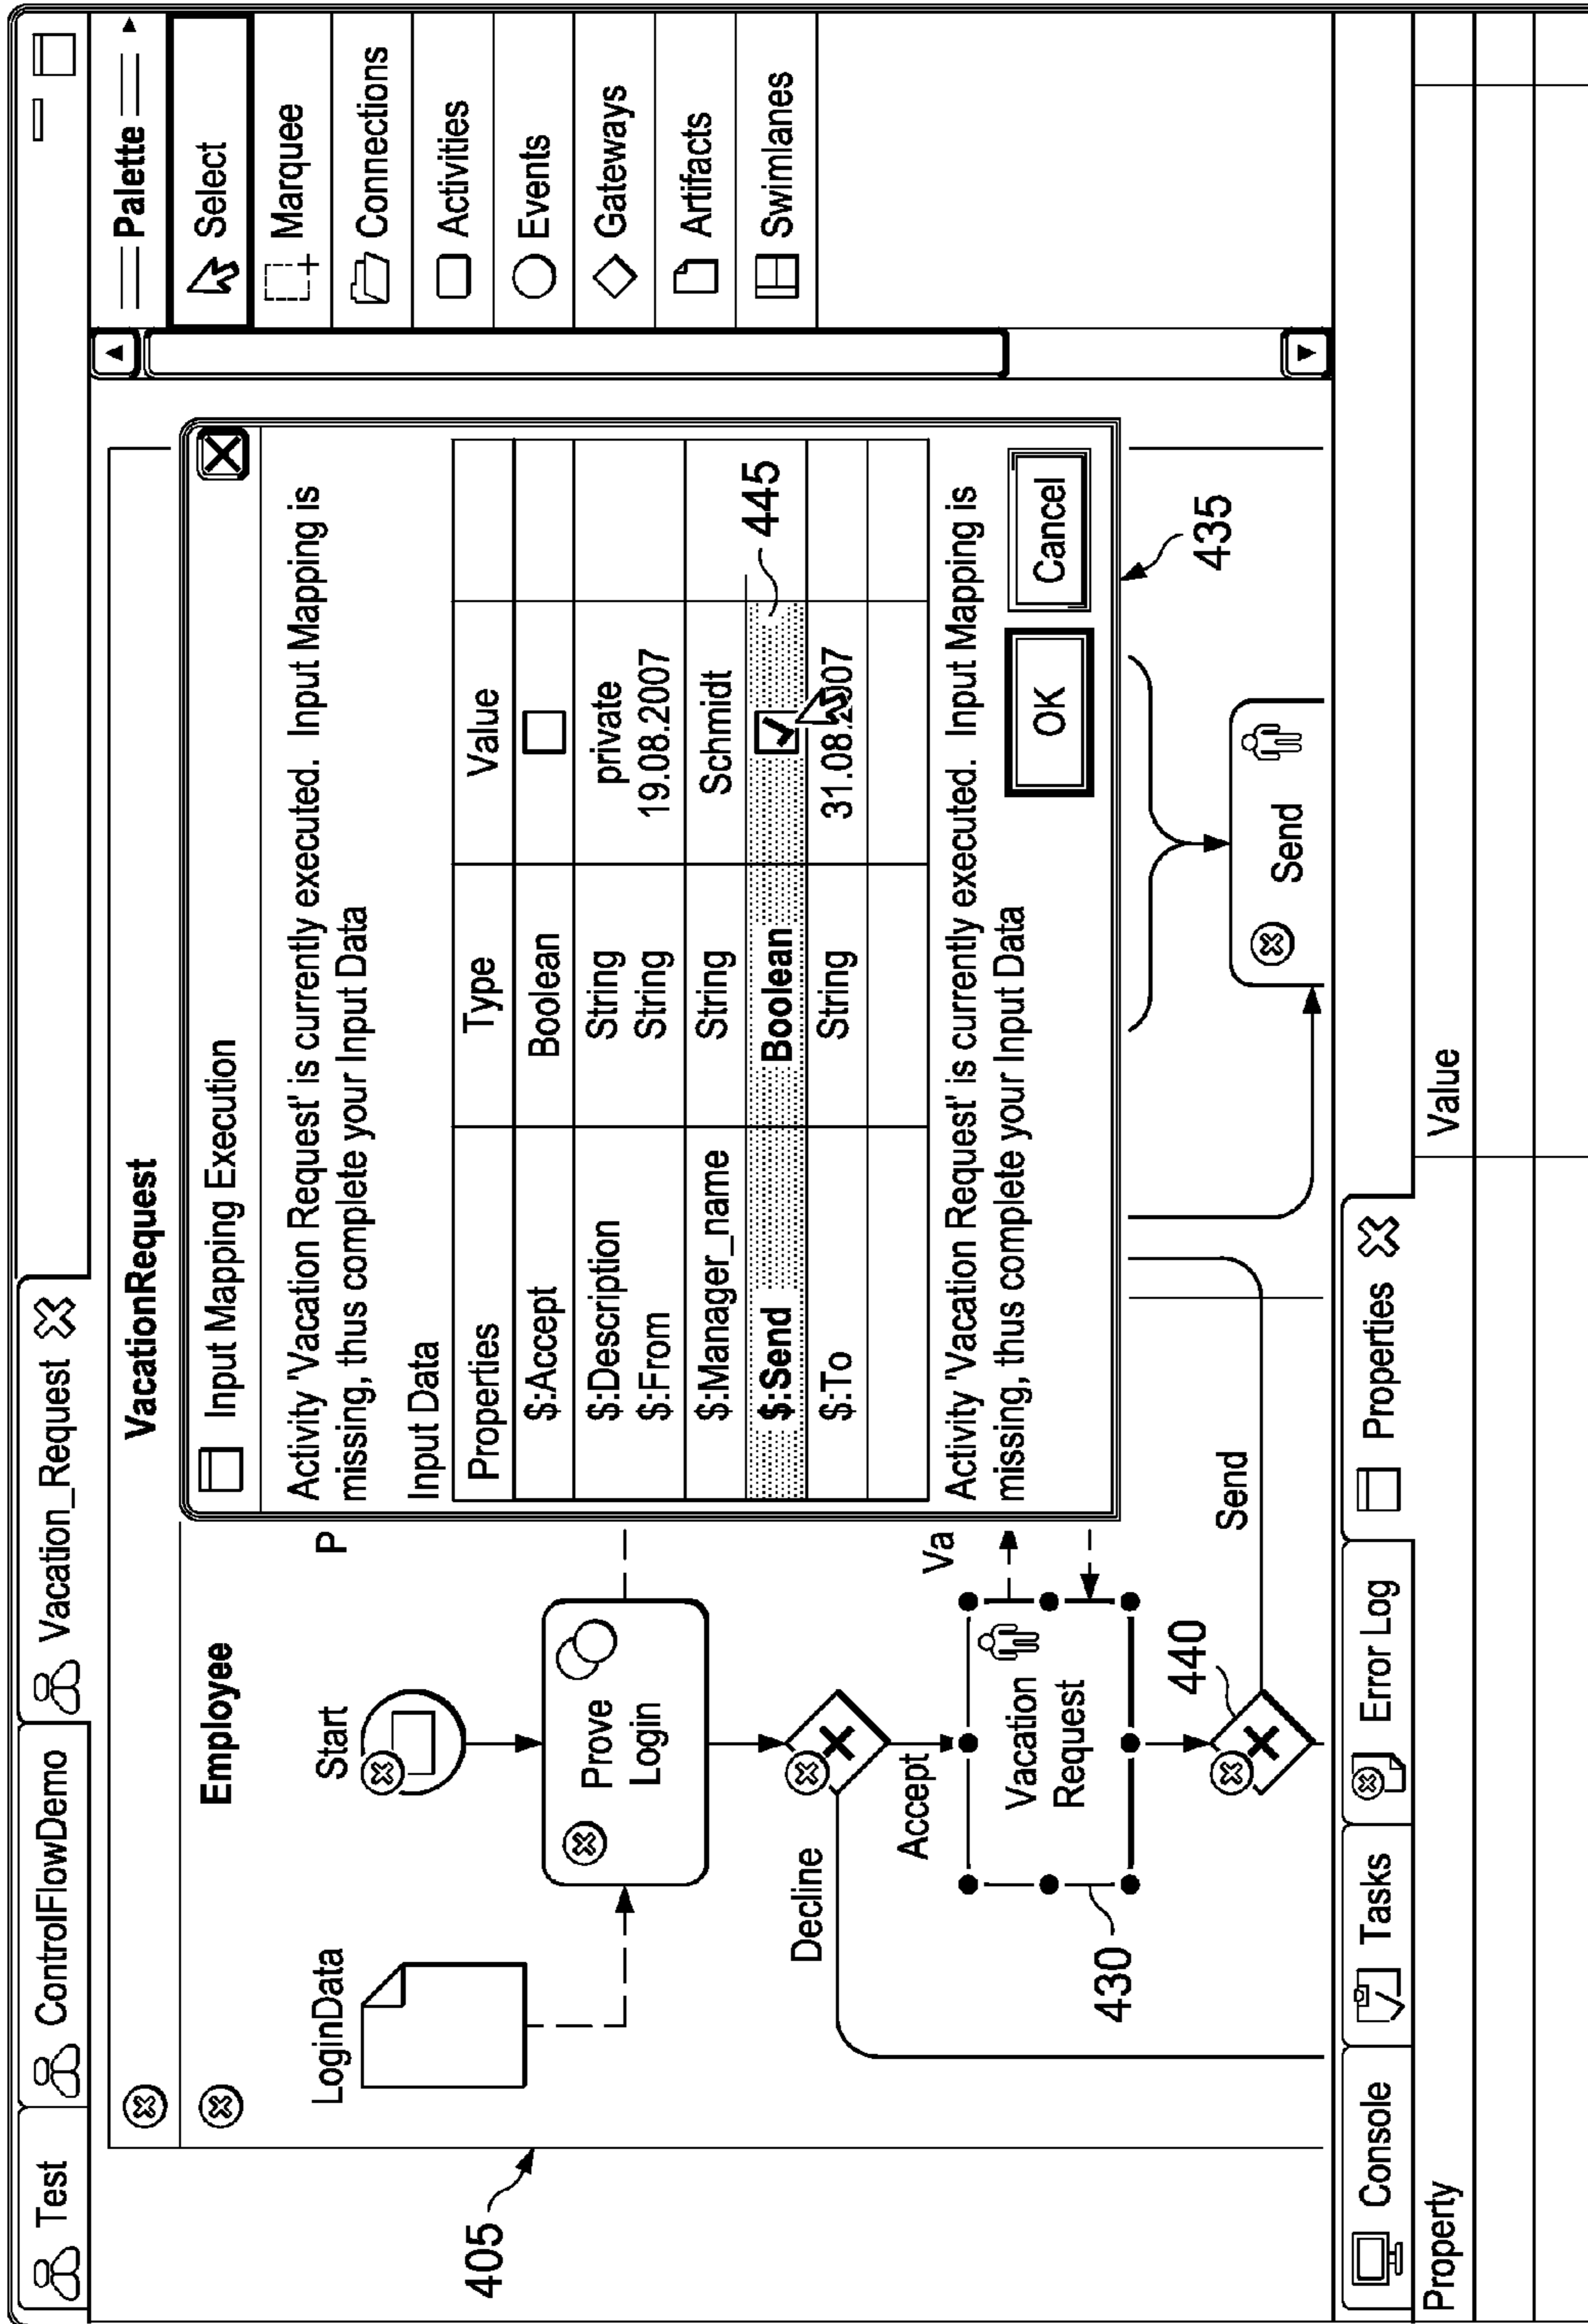 Test
ControlFlowDemo
Vacation_Request
VacationRequest
Employee
Start
P
LoginData
Prove
Login
Decline
Accept
Va
Vacation
Request
Send
405
430
440
Input Mapping Execution
Activity 'Vacation Request' is currently executed. Input Mapping is
missing, thus complete your Input Data
Input Data
Properties Type Value
$:Accept Boolean
$:Description String private
$:From String 19.08.2007
$:Manager_name String Schmidt
$:Send Boolean
$:To String 31.08.2007
445
Activity 'Vacation Request' is currently executed. Input Mapping is
missing, thus complete your Input Data
OK Cancel
435
Send
Palette
Select
Marquee
Connections
Activities
Events
Gateways
Artifacts
Swimlanes
Console
Tasks
Error Log
Properties
Property Value